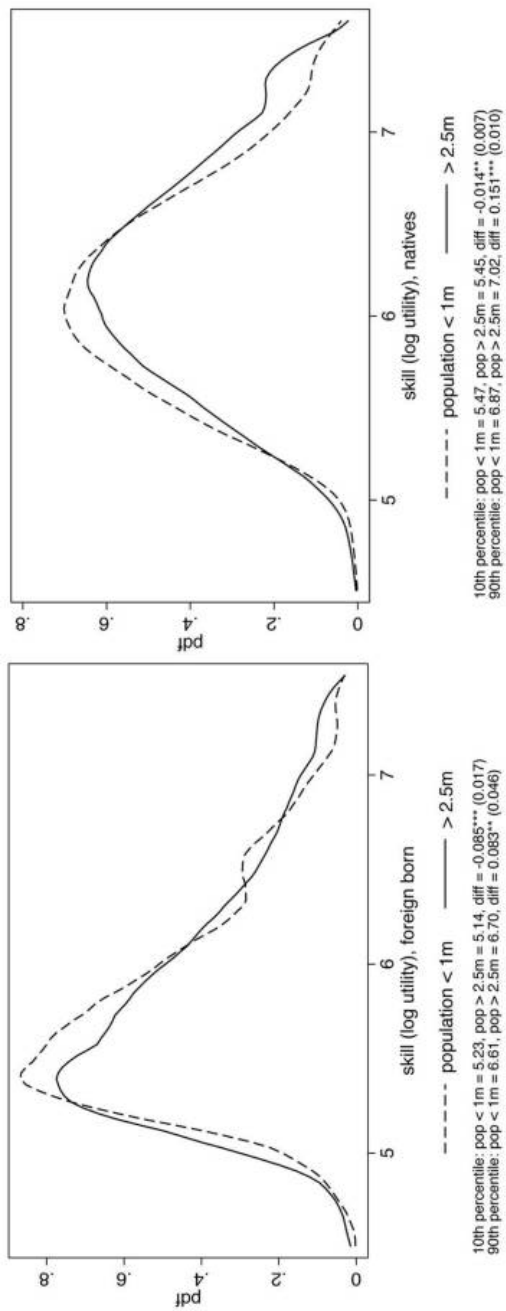 pdf
.8
.6
.4
.2
0
5
6
7
skill (log utility), foreign born
population < 1m
> 2.5m
10th percentile: pop < 1m = 5.23, pop > 2.5m = 5.14, diff = -0.085*** (0.017)
90th percentile: pop < 1m = 6.61, pop > 2.5m = 6.70, diff = 0.083** (0.046)
pdf
.8
.6
.4
.2
0
5
6
7
skill (log utility), natives
population < 1m
> 2.5m
10th percentile: pop < 1m = 5.47, pop > 2.5m = 5.45, diff = -0.014** (0.007)
90th percentile: pop < 1m = 6.87, pop > 2.5m = 7.02, diff = 0.151*** (0.010)